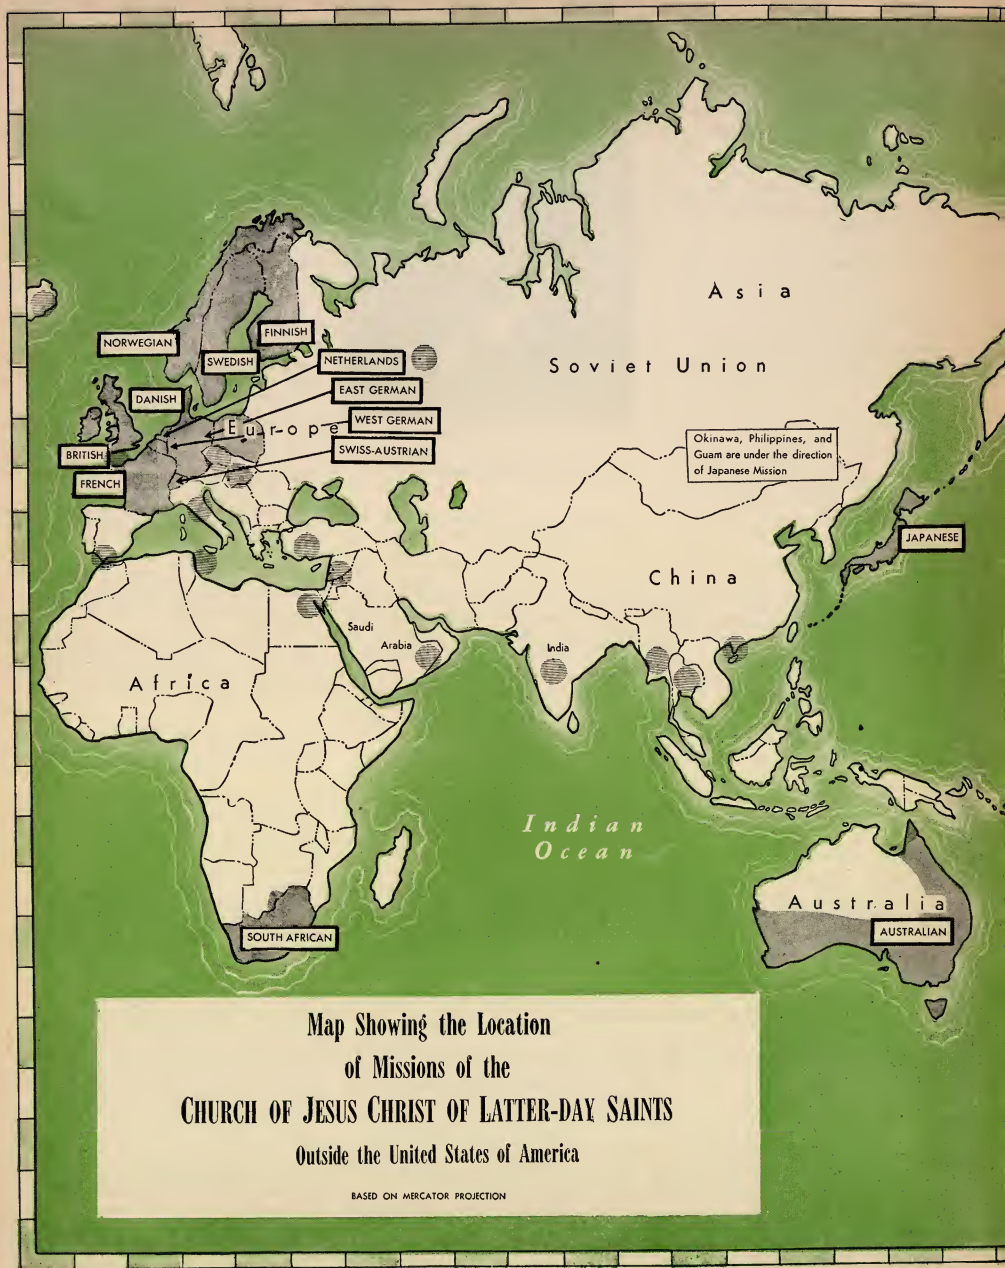 Asia
Soviet Union
NORWEGIAN
FINNISH
SWEDISH
NETHERLANDS
DANISH
EAST GERMAN
Europe
WEST GERMAN
BRITISH
SWISS-AUSTRIAN
FRENCH
Okinawa, Philippines, and
Guam are under the direction
of Japanese Mission
JAPANESE
China
Saudi
Arabia
India
Africa
Indian
Ocean
Australia
AUSTRALIAN
SOUTH AFRICAN
Map Showing the Location
of Missions of the
CHURCH OF JESUS CHRIST OF LATTER-DAY SAINTS
Outside the United States of America
BASED ON MERCATOR PROJECTION